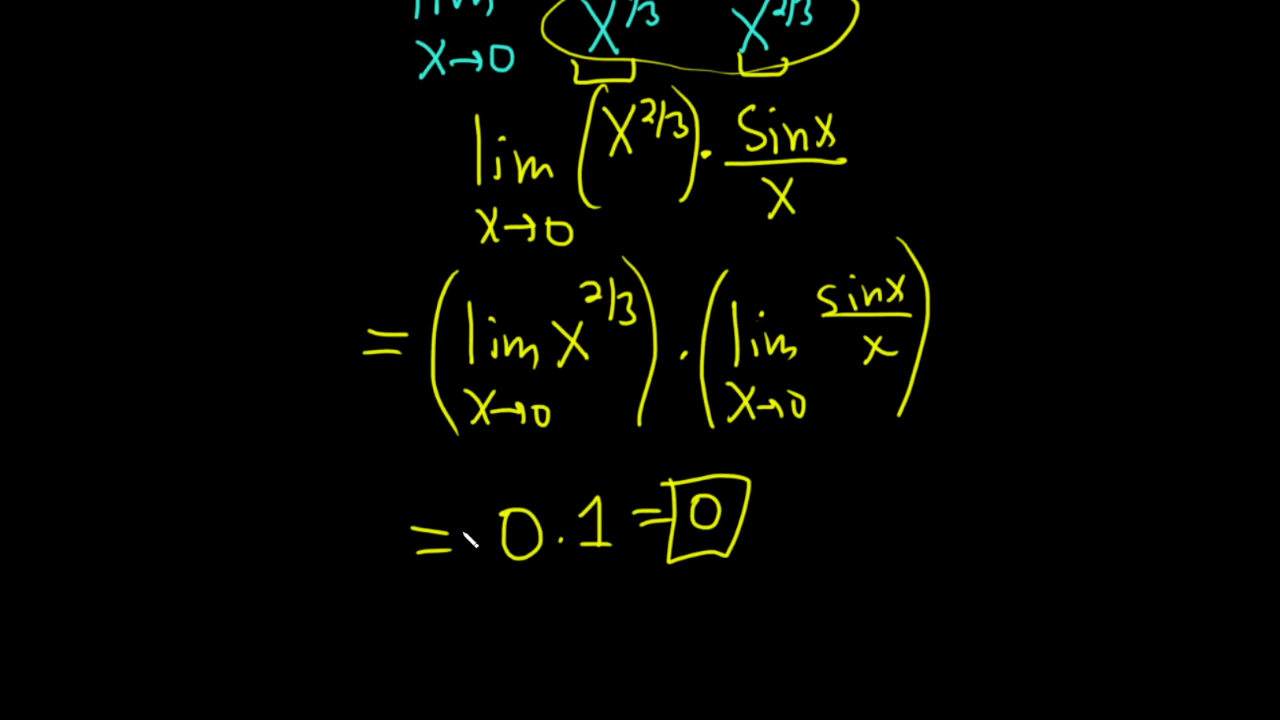 lim x^1/3 x^2/3
x→0
lim (x^2/3) · sinx/x
x→0
= (lim x^2/3) · (lim sinx/x)
x→0 x→0
= 0 · 1 = 0